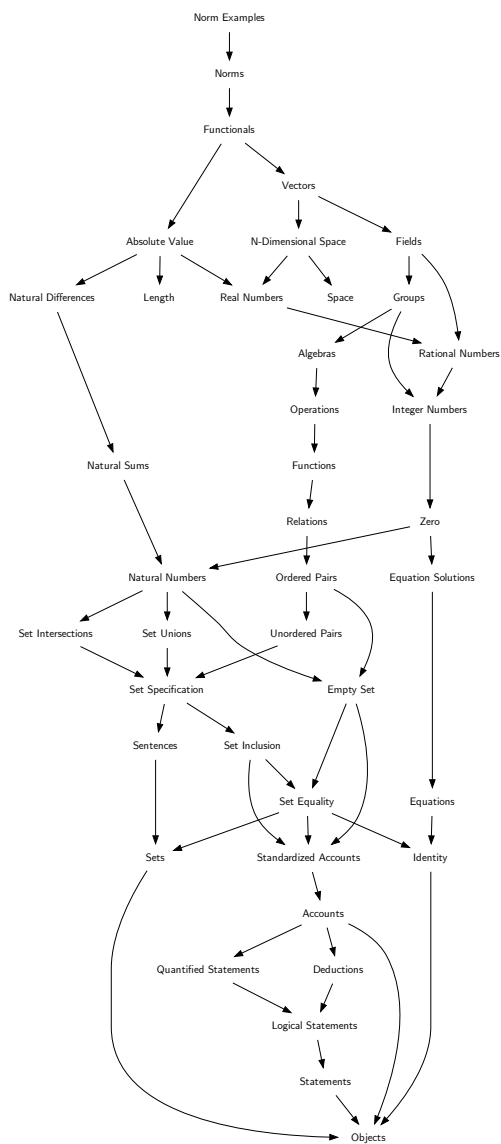 Norm Examples
Norms
Functionals
Vectors
Absolute Value
N-Dimensional Space
Fields
Natural Differences
Length
Real Numbers
Space
Groups
Algebras
Rational Numbers
Operations
Integer Numbers
Natural Sums
Functions
Relations
Zero
Natural Numbers
Ordered Pairs
Equation Solutions
Set Intersections
Set Unions
Unordered Pairs
Set Specification
Empty Set
Sentences
Set Inclusion
Set Equality
Equations
Sets
Standardized Accounts
Identity
Accounts
Quantified Statements
Deductions
Logical Statements
Statements
Objects